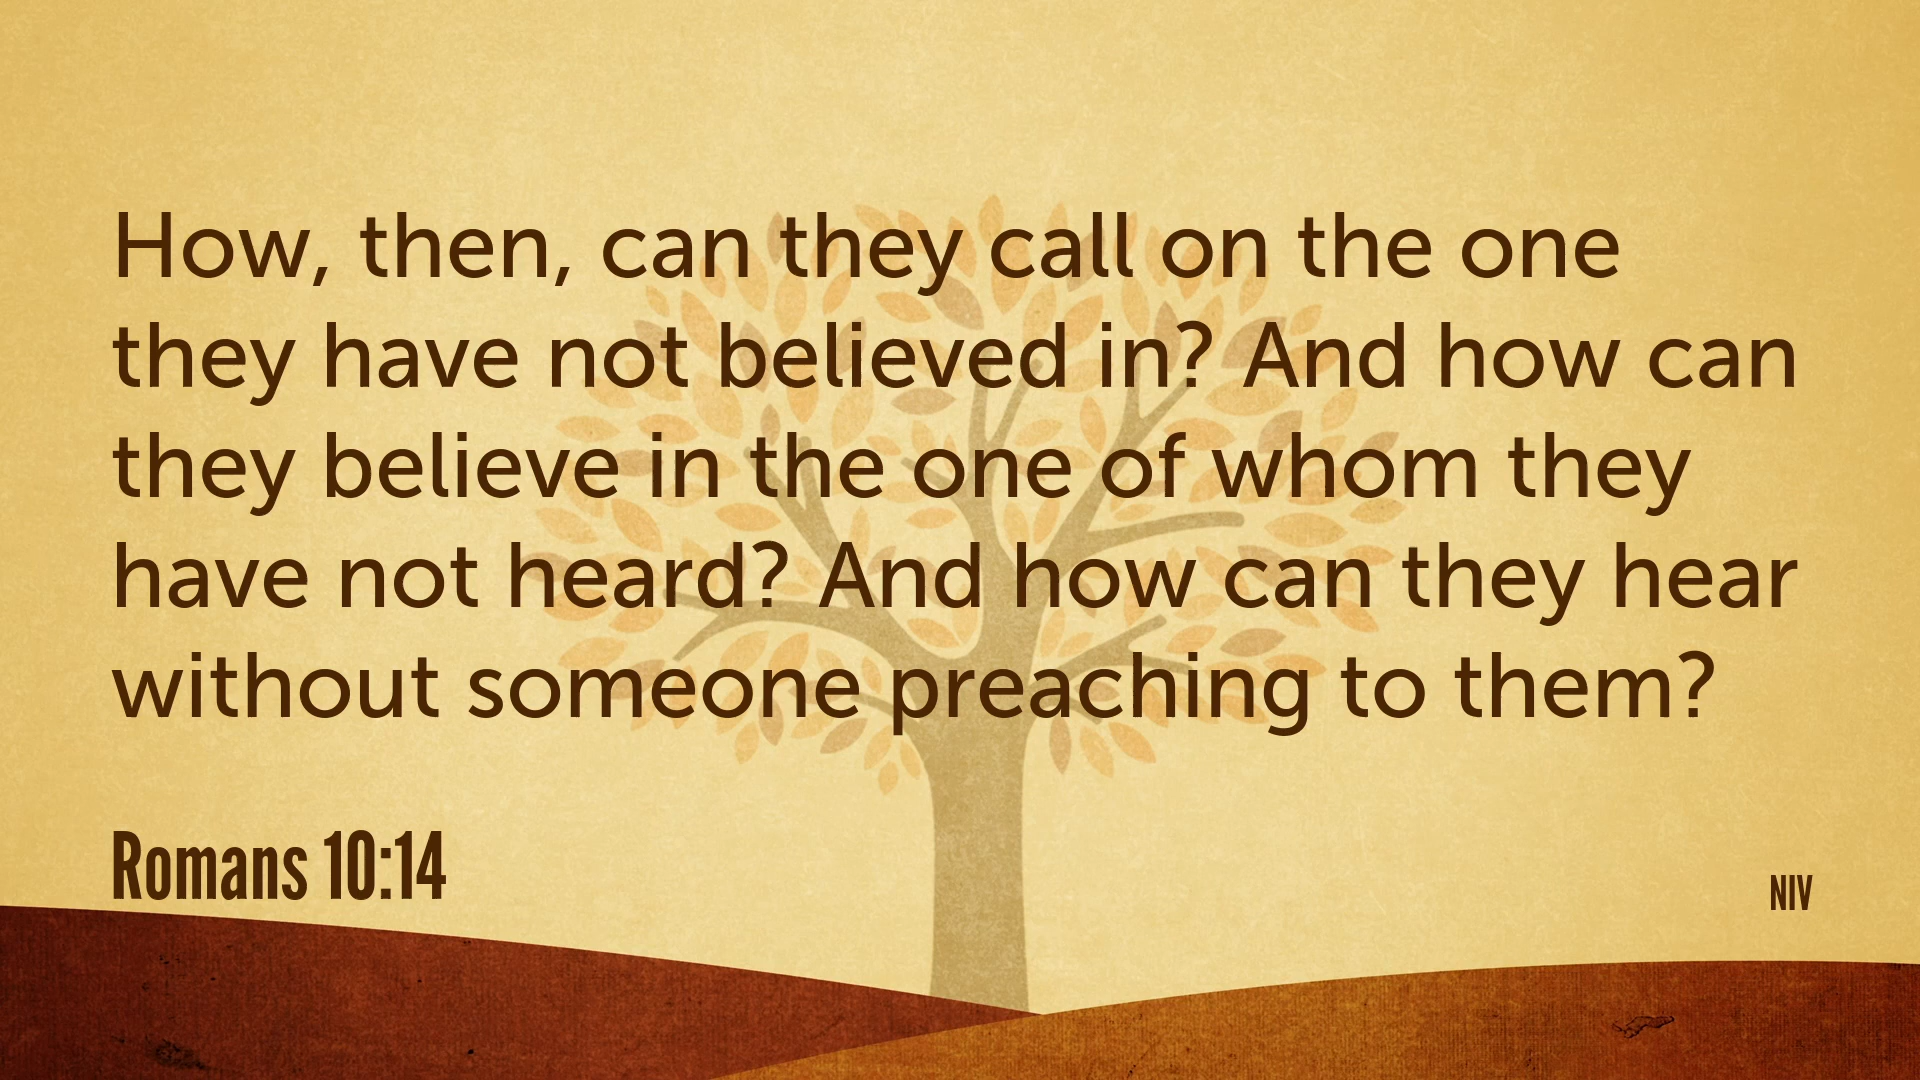 How, then, can they call on the one
they have not believed in? And how can
they believe in the one of whom they
have not heard? And how can they hear
without someone preaching to them?
Romans 10:14
NIV